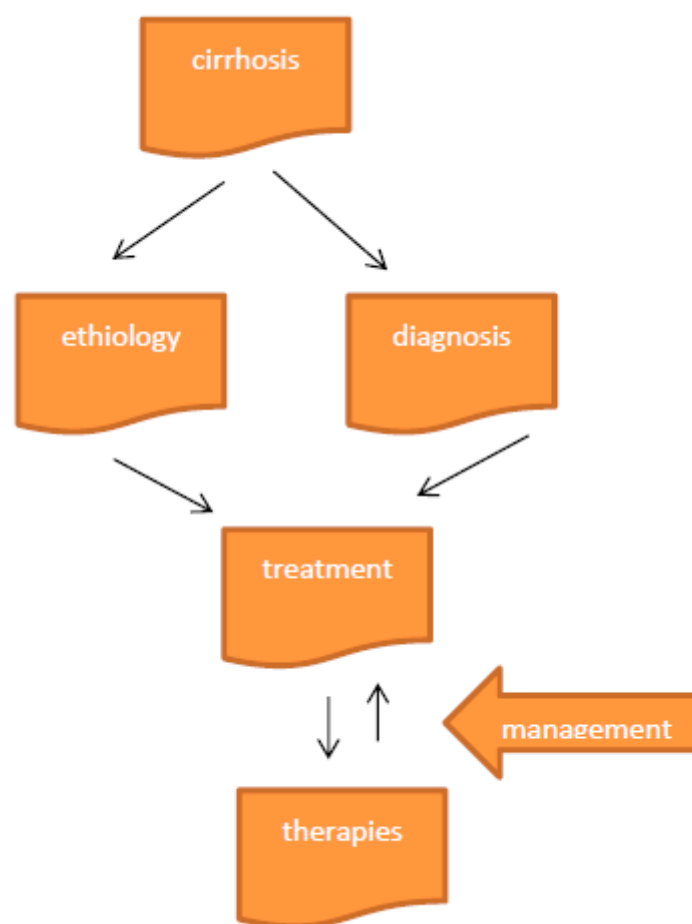 cirrhosis
ethiology
diagnosis
treatment
management
therapies